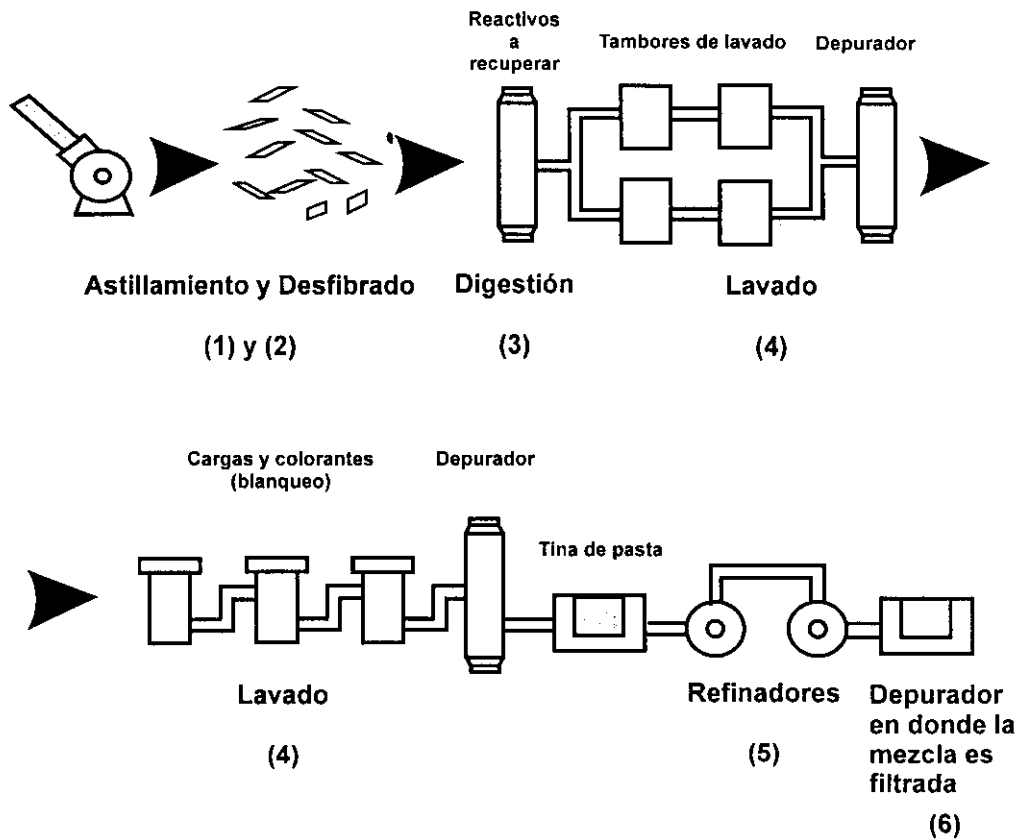 Reactivos
a
recuperar
Tambores de lavado
Depurador
Astillamiento y Desfibrado
Digestión
Lavado
(1) y (2)
(3)
(4)
Cargas y colorantes
(blanqueo)
Depurador
Tina de pasta
Lavado
(4)
Refinadores
(5)
Depurador
en donde la
mezcla es
filtrada
(6)